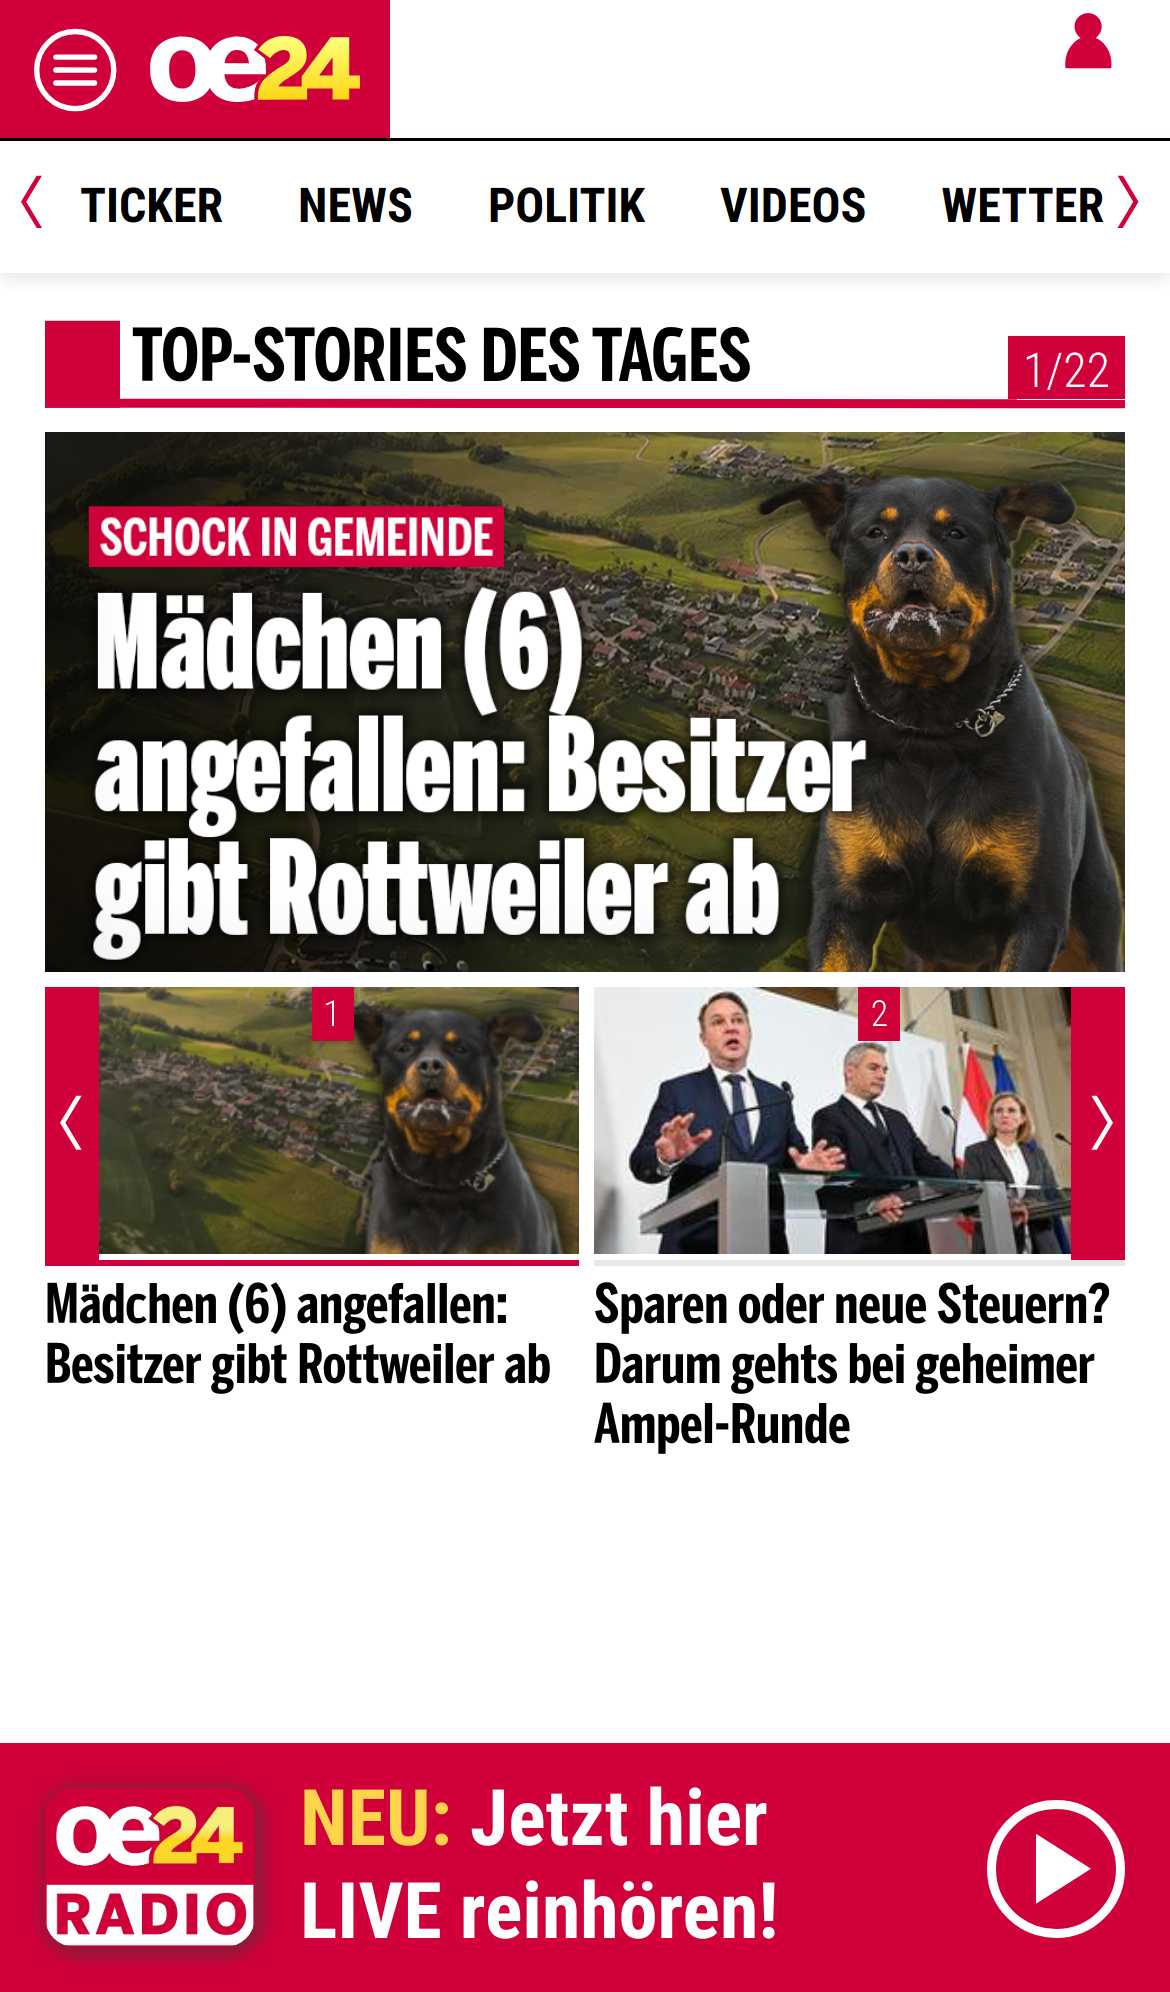 oe24
TICKER NEWS POLITIK VIDEOS WETTER
TOP-STORIES DES TAGES
1/22
SCHOCK IN GEMEINDE
Mädchen (6)
angefallen: Besitzer
gibt Rottweiler ab
1
2
Mädchen (6) angefallen:
Besitzer gibt Rottweiler ab
Sparen oder neue Steuern?
Darum gehts bei geheimer
Ampel-Runde
oe24
RADIO
NEU: Jetzt hier
LIVE reinhören!